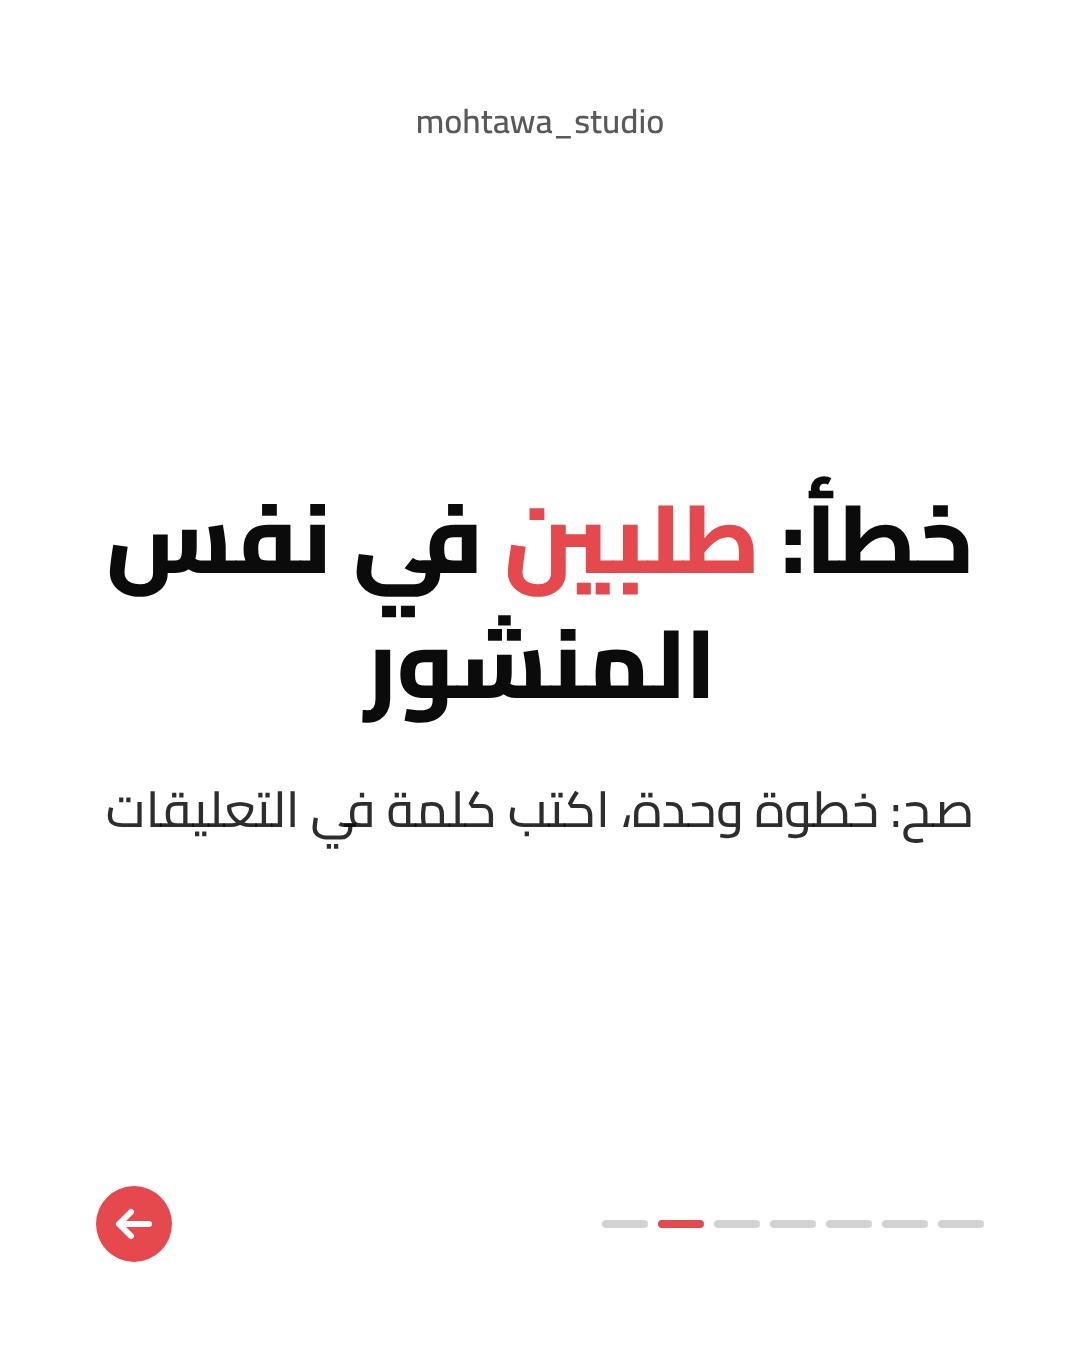 mohtawa_studio
خطأ: طلبين في نفس
المنشور
صح: خطوة وحدة، اكتب كلمة في التعليقات